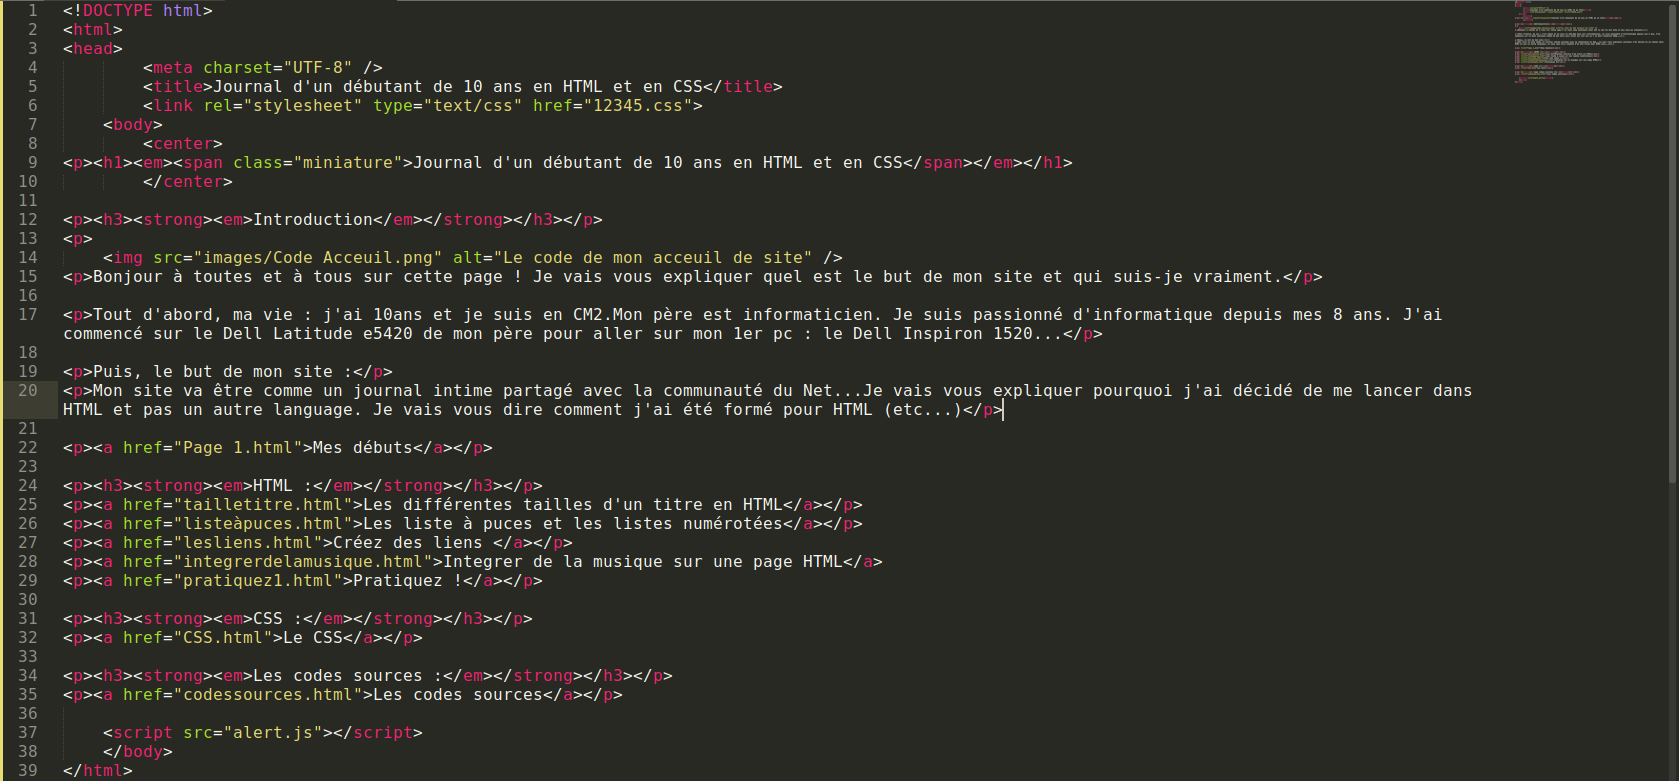 1 <!DOCTYPE html>
2 <html>
3 <head>
4 <meta charset="UTF-8" />
5 <title>Journal d'un débutant de 10 ans en HTML et en CSS</title>
6 <link rel="stylesheet" type="text/css" href="12345.css">
7 <body>
8 <center>
9 <p><h1><em><span class="miniature">Journal d'un débutant de 10 ans en HTML et en CSS</span></em></h1>
10 </center>
11
12 <p><h3><strong><em>Introduction</em></strong></h3></p>
13 <p>
14 <img src="images/Code Acceuil.png" alt="Le code de mon acceuil de site" />
15 <p>Bonjour à toutes et à tous sur cette page ! Je vais vous expliquer quel est le but de mon site et qui suis-je vraiment.</p>
16
17 <p>Tout d'abord, ma vie : j'ai 10ans et je suis en CM2.Mon père est informaticien. Je suis passionné d'informatique depuis mes 8 ans. J'ai
commencé sur le Dell Latitude e5420 de mon père pour aller sur mon 1er pc : le Dell Inspiron 1520...</p>
18
19 <p>Puis, le but de mon site :</p>
20 <p>Mon site va être comme un journal intime partagé avec la communauté du Net...Je vais vous expliquer pourquoi j'ai décidé de me lancer dans
HTML et pas un autre language. Je vais vous dire comment j'ai été formé pour HTML (etc...)</p>
21
22 <p><a href="Page 1.html">Mes débuts</a></p>
23
24 <p><h3><strong><em>HTML :</em></strong></h3></p>
25 <p><a href="tailletitre.html">Les différentes tailles d'un titre en HTML</a></p>
26 <p><a href="listeàpuces.html">Les liste à puces et les listes numérotées</a></p>
27 <p><a href="lesliens.html">Créez des liens </a></p>
28 <p><a href="integrerdelamusique.html">Integrer de la musique sur une page HTML</a>
29 <p><a href="pratiquez1.html">Pratiquez !</a></p>
30
31 <p><h3><strong><em>CSS :</em></strong></h3></p>
32 <p><a href="CSS.html">Le CSS</a></p>
33
34 <p><h3><strong><em>Les codes sources :</em></strong></h3></p>
35 <p><a href="codessources.html">Les codes sources</a></p>
36
37 <script src="alert.js"></script>
38 </body>
39 </html>